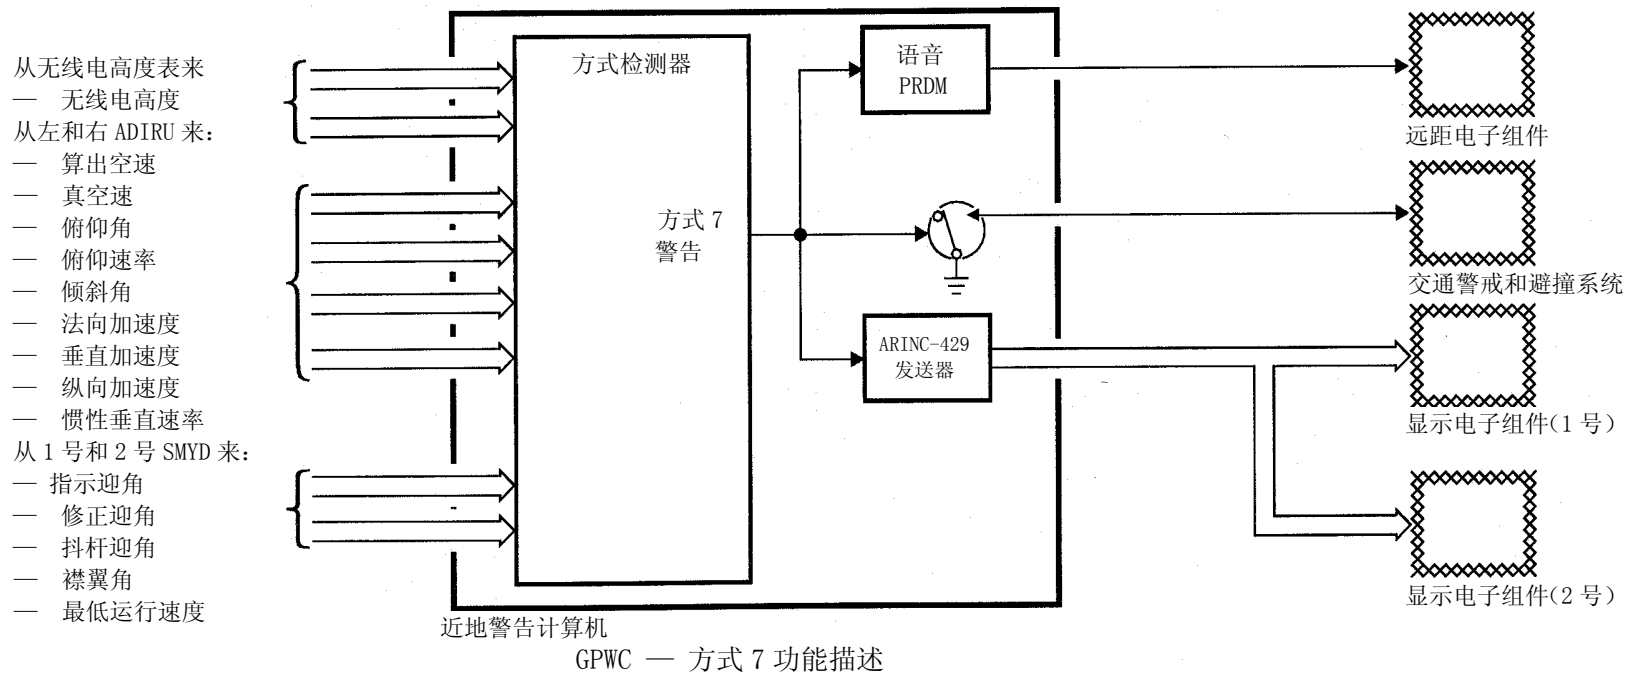 从无线电高度表来
— 无线电高度
从左和右 ADIRU 来:
— 算出空速
— 真空速
— 俯仰角
— 俯仰速率
— 倾斜角
— 法向加速度
— 垂直加速度
— 纵向加速度
— 惯性垂直速率
从 1 号和 2 号 SMYD 来:
— 指示迎角
— 修正迎角
— 抖杆迎角
— 襟翼角
— 最低运行速度
方式检测器
方式 7
警告
语音
PRDM
ARINC-429
发送器
远距电子组件
交通警戒和避撞系统
显示电子组件(1 号)
显示电子组件(2 号)
近地警告计算机
GPWC — 方式 7 功能描述